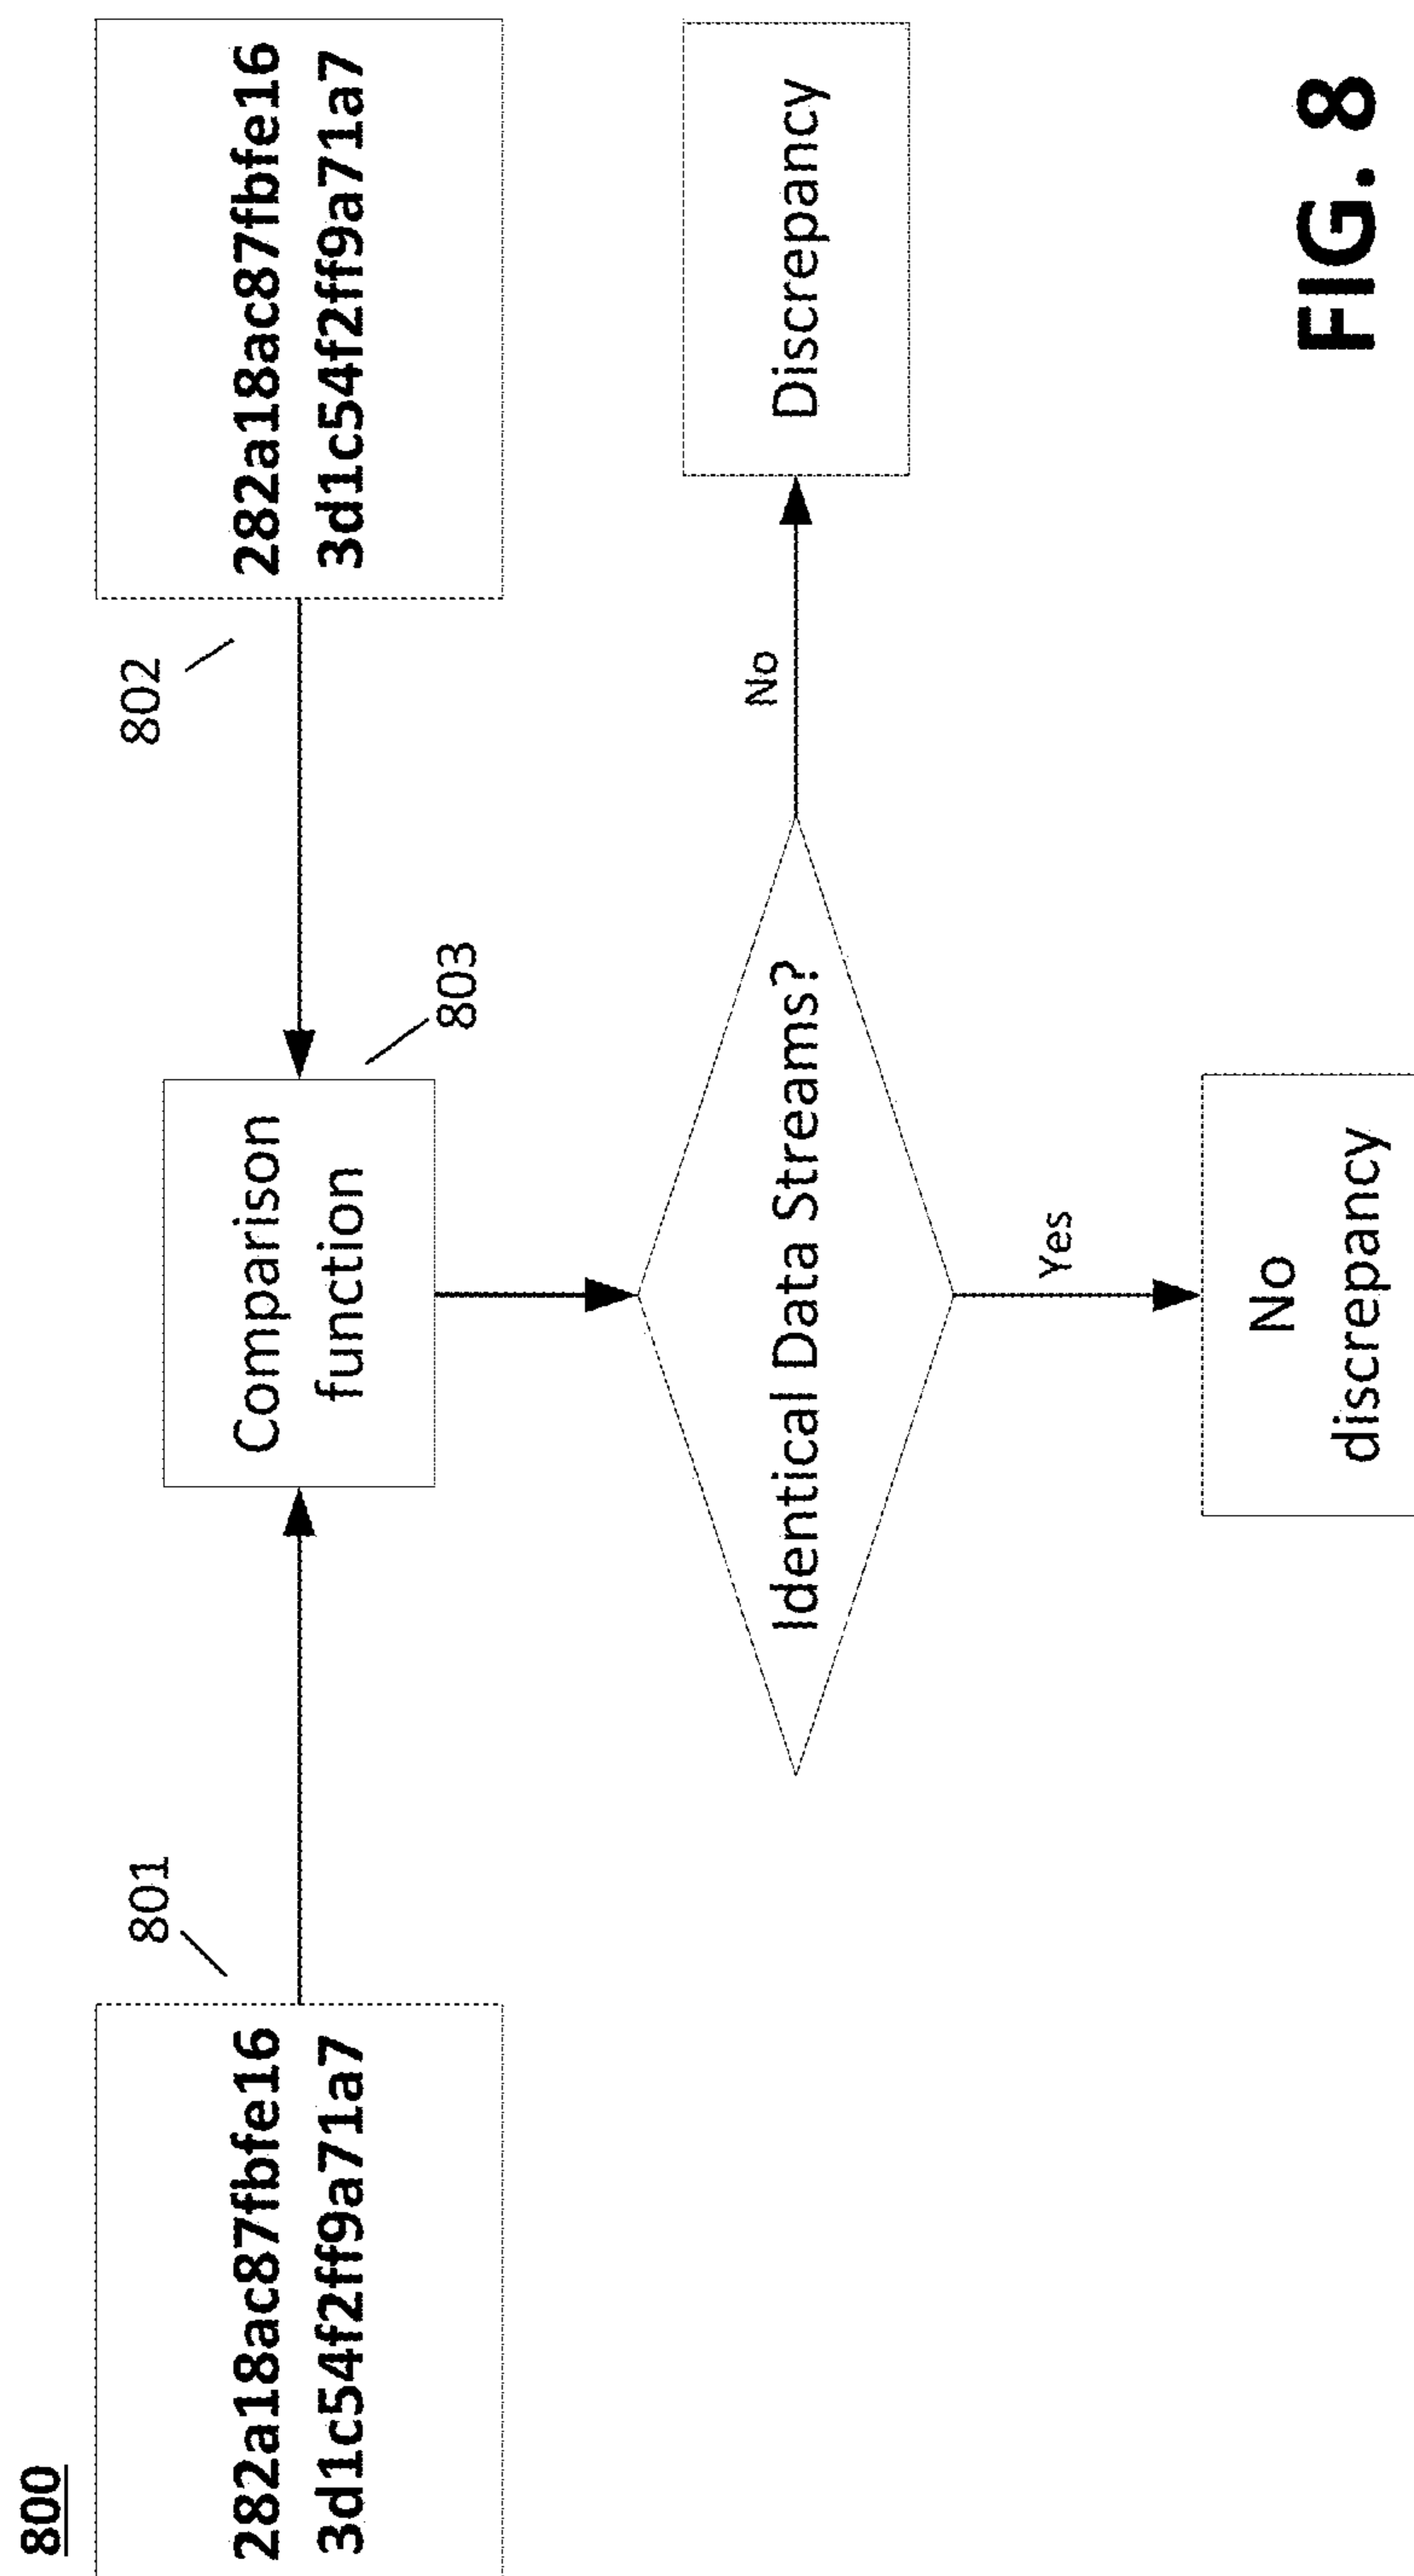 800
801
282a18ac87fbfe16
3d1c54f2ff9a71a7
Comparison
function
803
802
282a18ac87fbfe16
3d1c54f2ff9a71a7
Identical Data Streams?
No
Discrepancy
Yes
No
discrepancy
FIG. 8